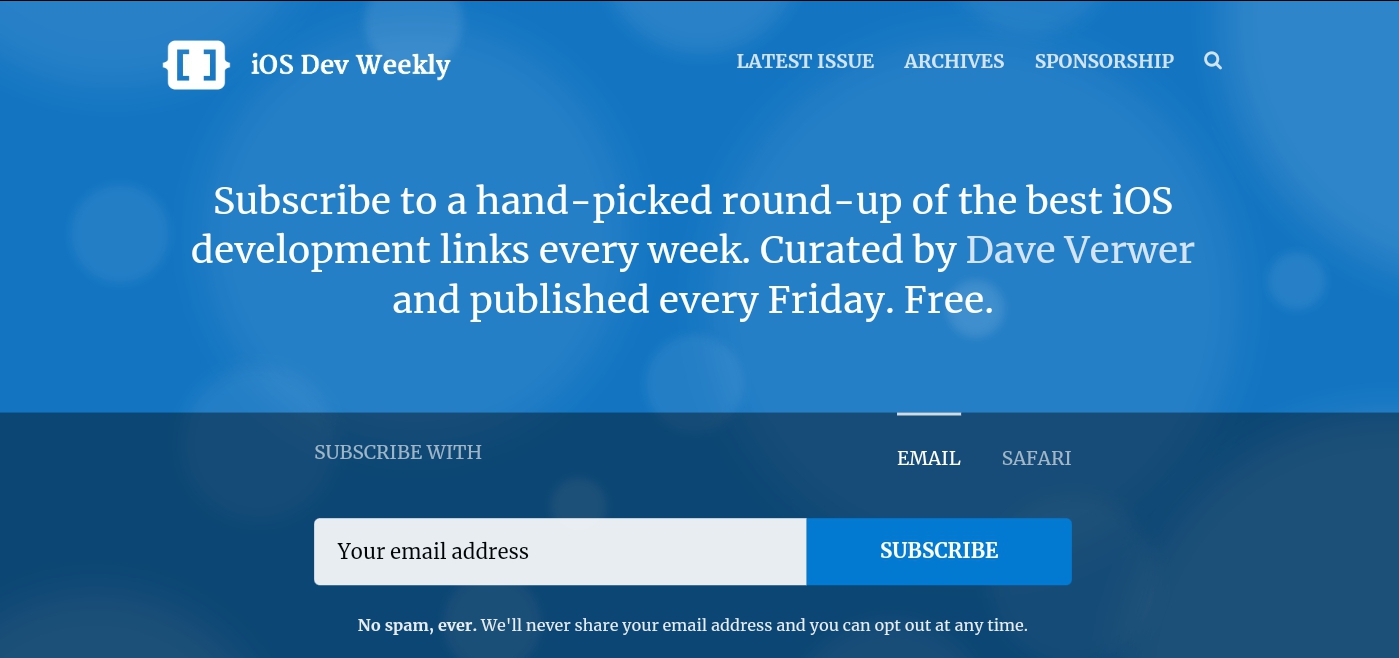 iOS Dev Weekly
LATEST ISSUE ARCHIVES SPONSORSHIP
Subscribe to a hand-picked round-up of the best iOS
development links every week. Curated by Dave Verwer
and published every Friday. Free.
SUBSCRIBE WITH
EMAIL SAFARI
Your email address SUBSCRIBE
No spam, ever. We'll never share your email address and you can opt out at any time.